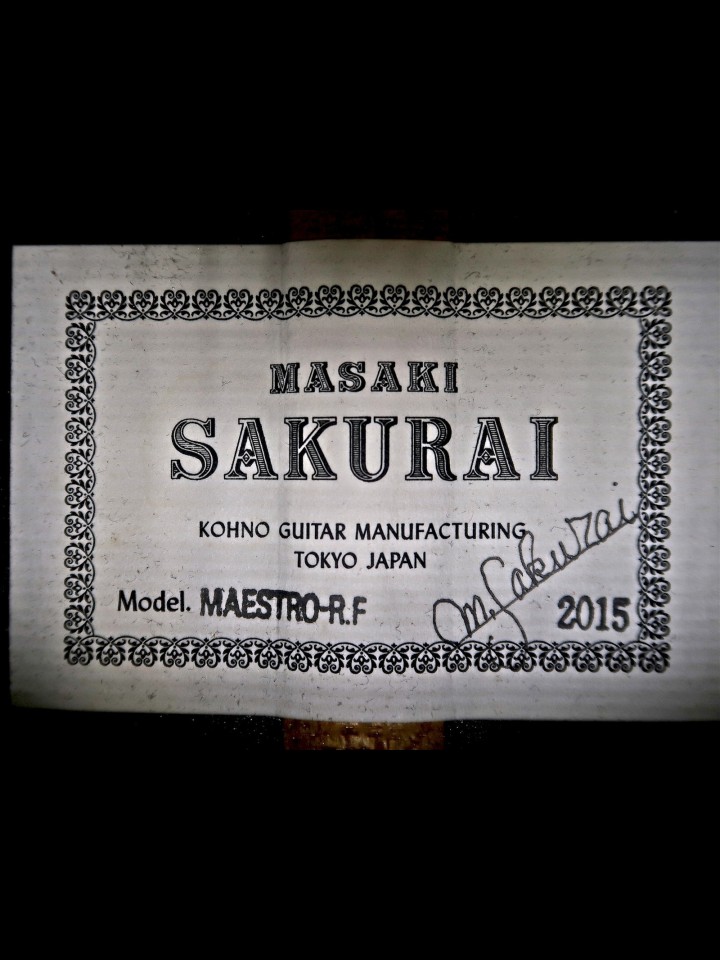 MASAKI
SAKURAI
KOHNO GUITAR MANUFACTURING
TOKYO JAPAN
M. Sakurai
Model. MAESTRO-R.F 2015